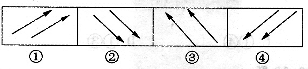 ① ② ③ ④